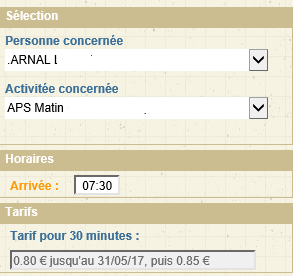 Sélection
Personne concernée
.ARNAL
Activitée concernée
APS Matin
Horaires
Arrivée : 07:30
Tarifs
Tarif pour 30 minutes :
0.80 € jusqu'au 31/05/17, puis 0.85 €